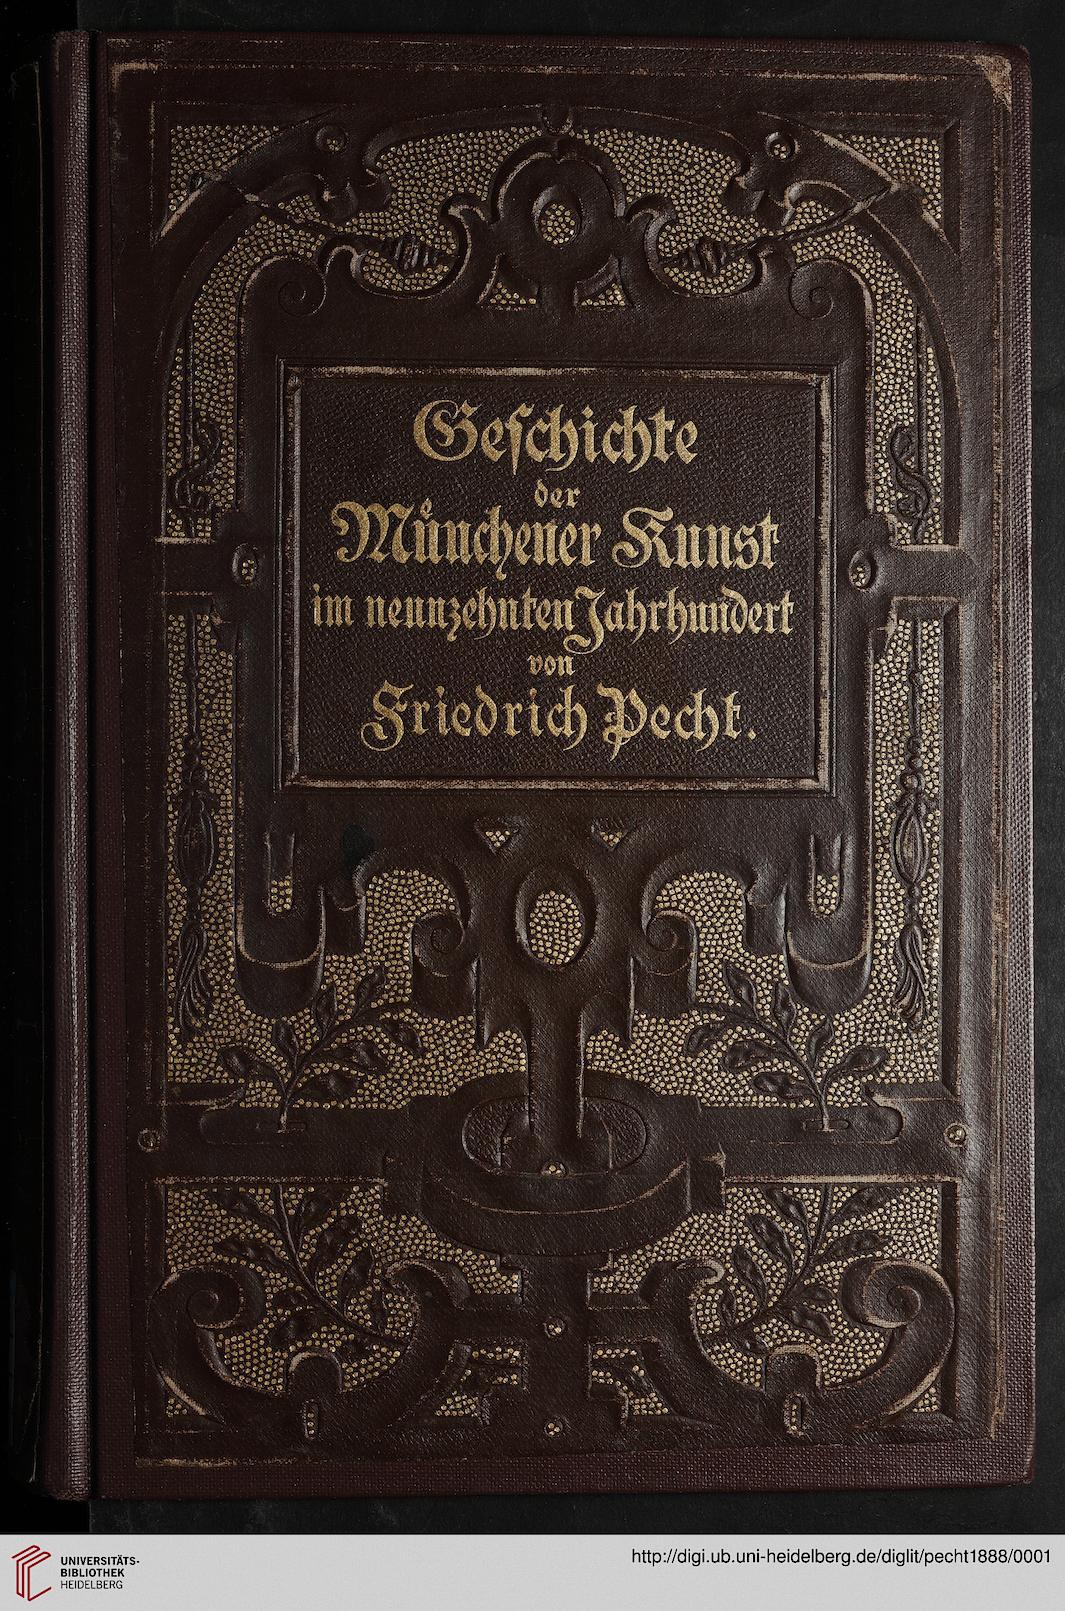 Geschichte
der
Münchener Kunst
im neunzehnten Jahrhundert
von
Friedrich Pecht.
UNIVERSITÄTS-
BIBLIOTHEK
HEIDELBERG
http://digi.ub.uni-heidelberg.de/diglit/pecht1888/0001